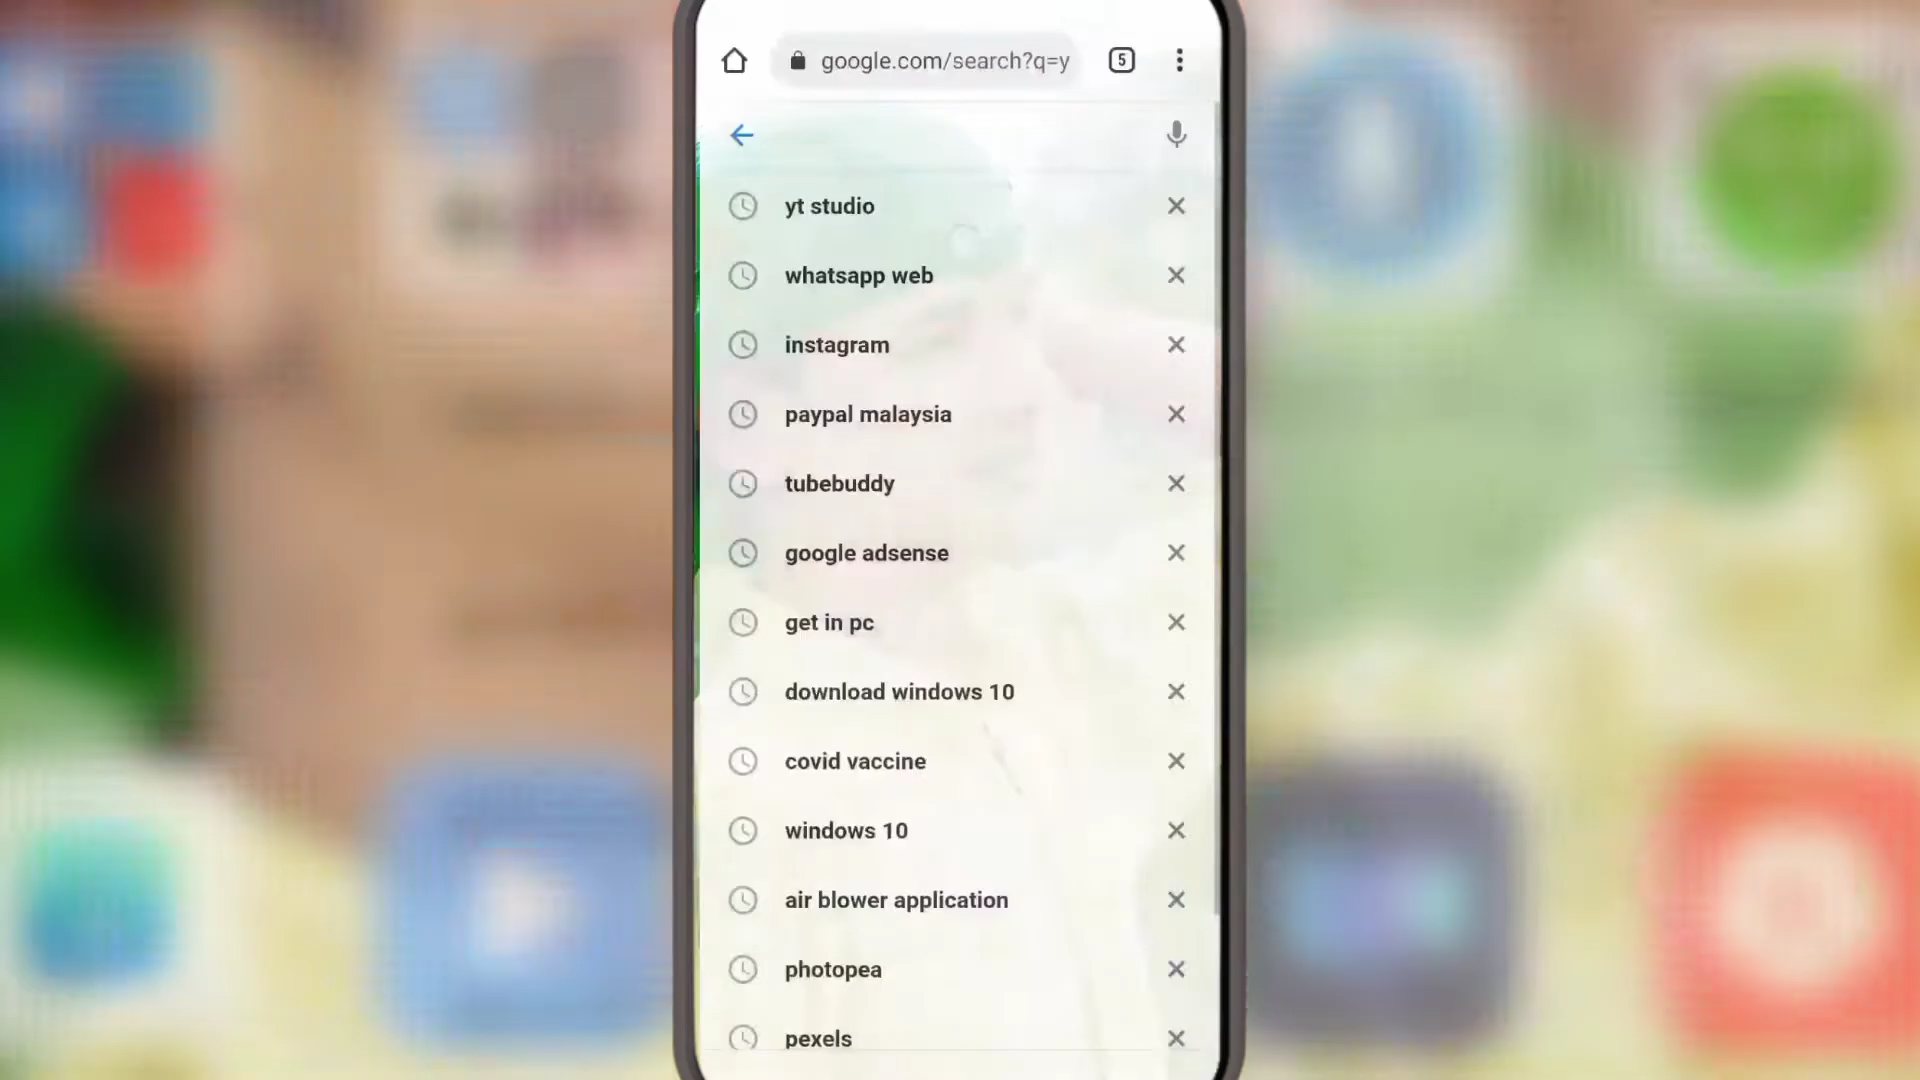 google.com/search?q=y
5
yt studio
whatsapp web
instagram
paypal malaysia
tubebuddy
google adsense
get in pc
download windows 10
covid vaccine
windows 10
air blower application
photopea
pexels